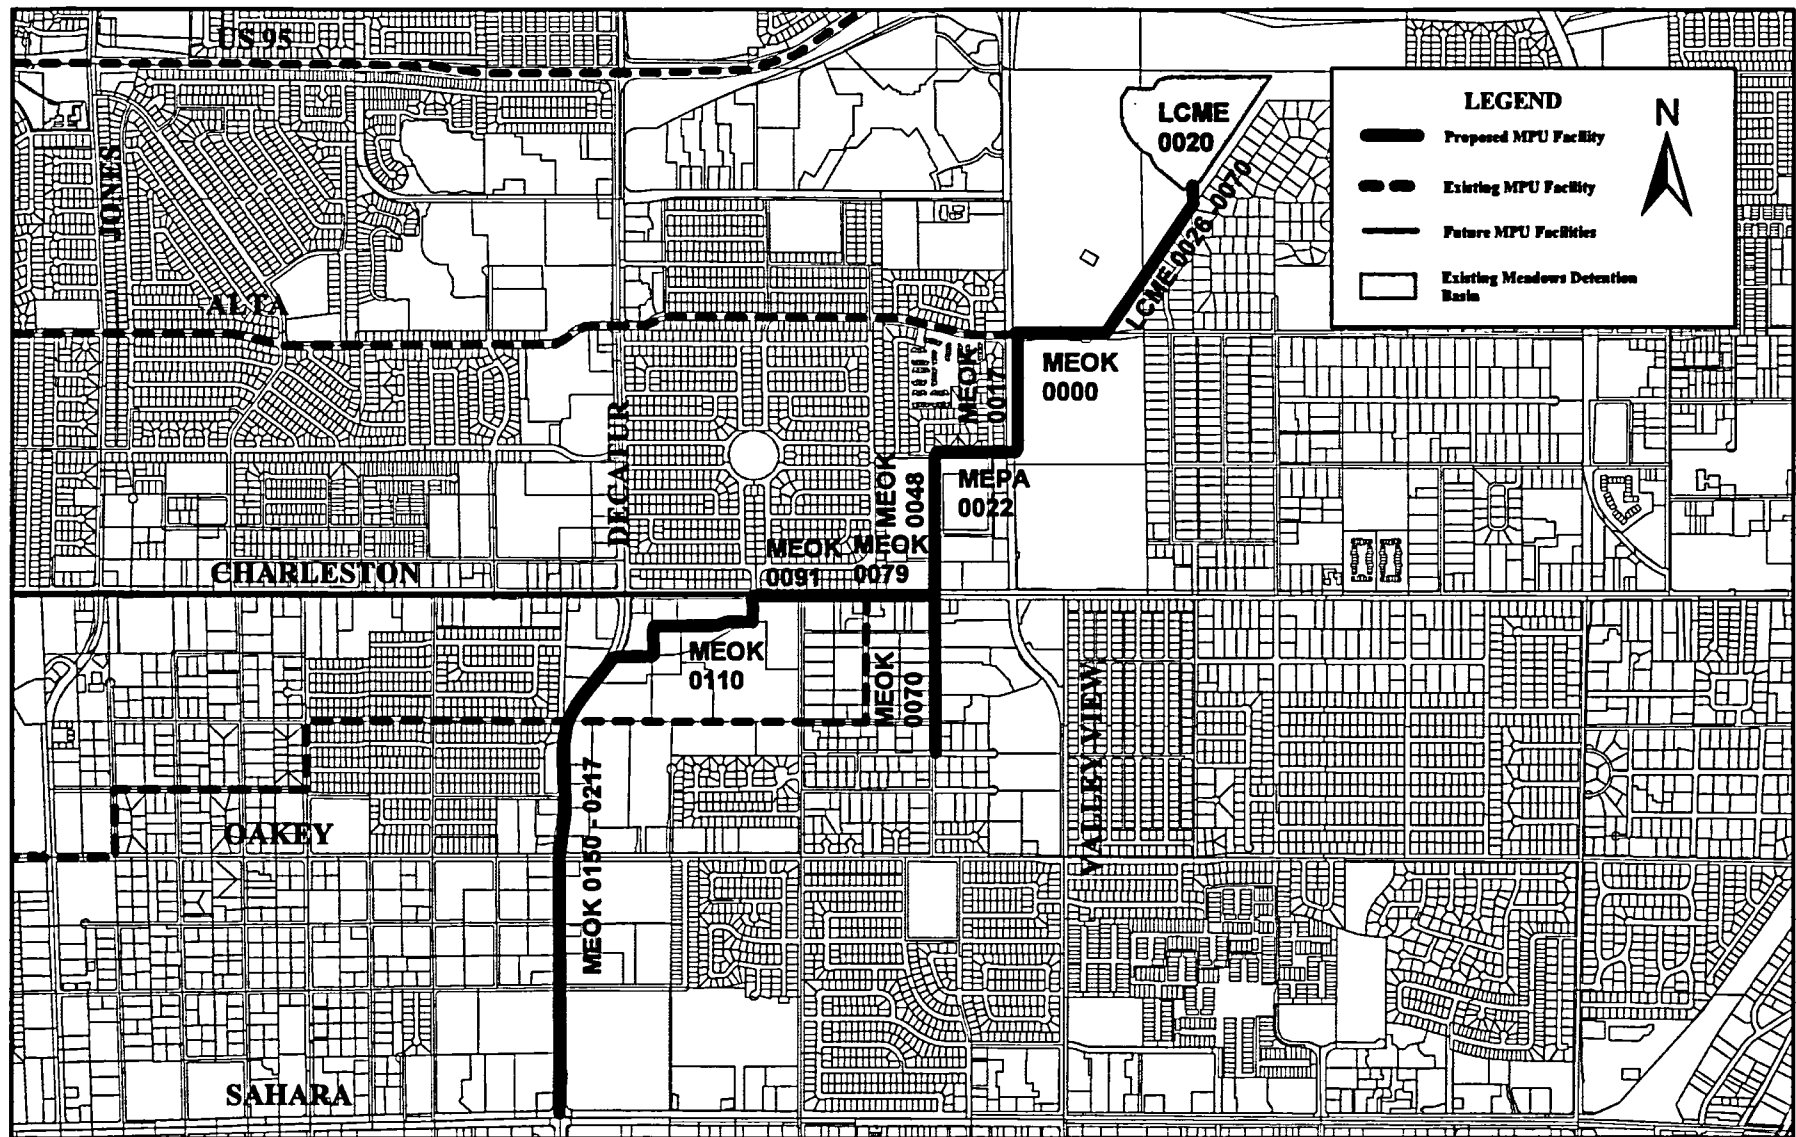 US 95
LCME
0020
LEGEND
N
Proposed MPU Facility
Existing MPU Facility
Future MPU Facilities
Existing Meadows Detention
Basin
JONES
LCME 0026 -0070
ALTA
MEOK
0017
MEOK
0000
DECATUR
MEOK
0048
MEPA
0022
MEOK
0091
MEOK
0079
CHARLESTON
MEOK
0110
MEOK
0070
VALLEY VIEW
MEOK 0150 - 0217
OAKEY
SAHARA